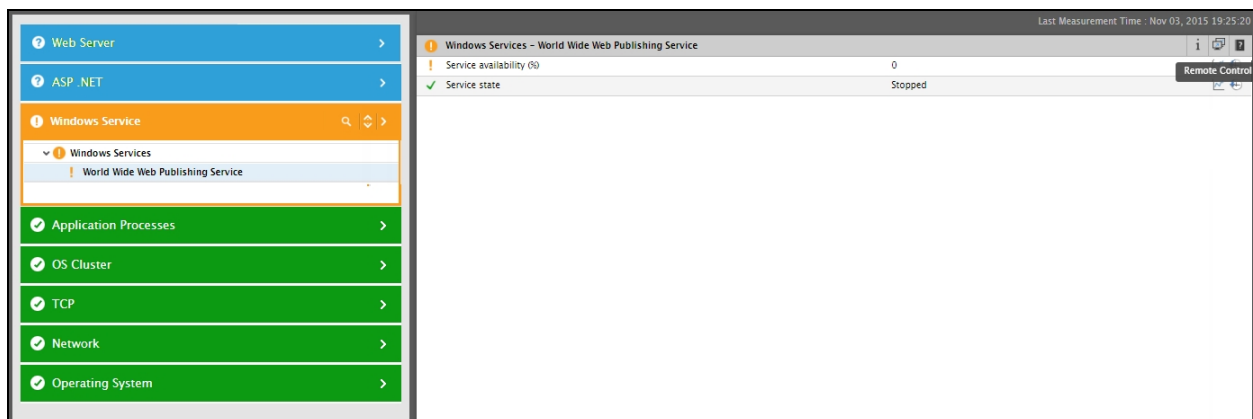 Last Measurement Time : Nov 03, 2015 19:25:20
Web Server
ASP .NET
Windows Service
Windows Services
World Wide Web Publishing Service
Application Processes
OS Cluster
TCP
Network
Operating System
Windows Services – World Wide Web Publishing Service
Service availability (%) 0
Remote Control
Service state Stopped